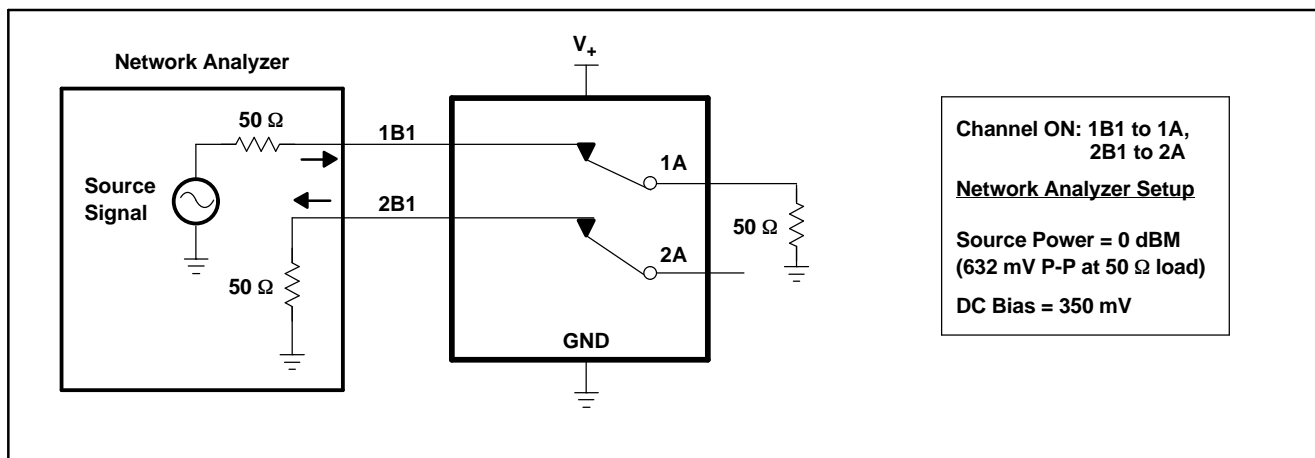 Network Analyzer
V+
50 Ω
1B1
Source
Signal
1A
2B1
50 Ω
2A
50 Ω
GND
Channel ON: 1B1 to 1A,
2B1 to 2A
Network Analyzer Setup
Source Power = 0 dBM
(632 mV P-P at 50 Ω load)
DC Bias = 350 mV